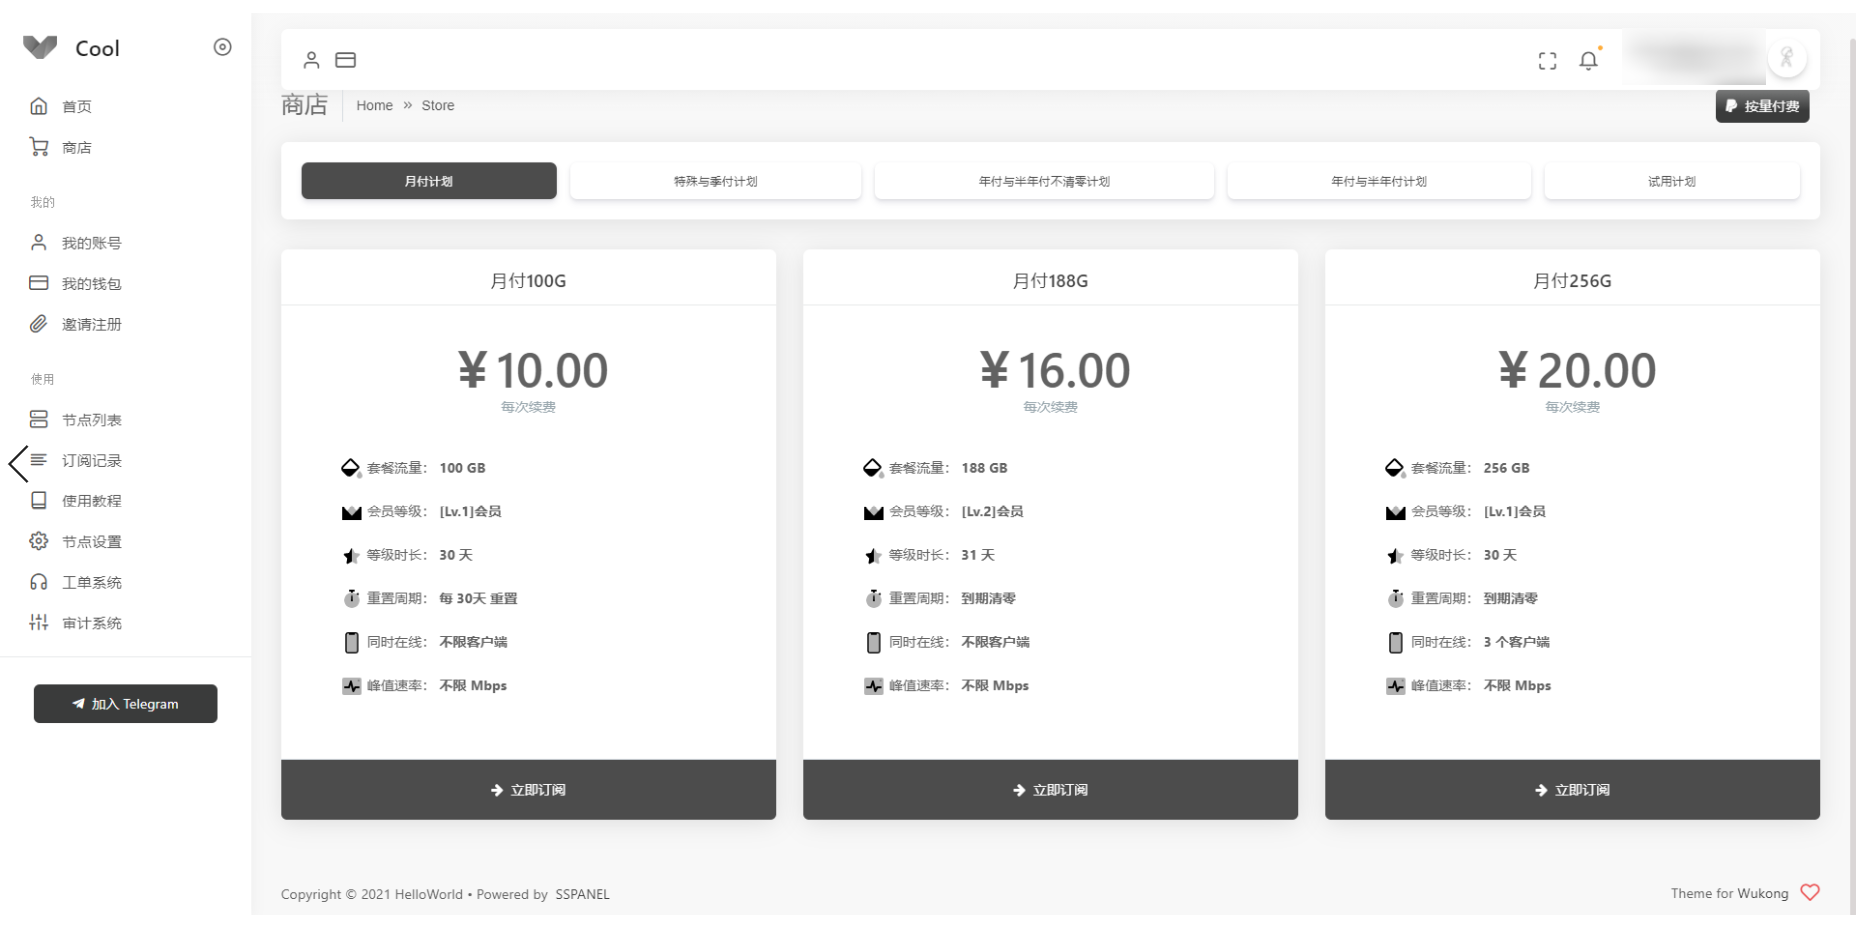 Cool
首页
商店
我的
我的账号
我的钱包
邀请注册
使用
节点列表
订阅记录
使用教程
节点设置
工单系统
审计系统
加入 Telegram
商店
Home » Store
按量付费
月付计划
特殊与季付计划
年付与半年付不清零计划
年付与半年付计划
试用计划
月付100G
¥ 10.00
每次续费
套餐流量： 100 GB
会员等级： [Lv.1]会员
等级时长： 30 天
重置周期： 每 30天 重置
同时在线： 不限客户端
峰值速率： 不限 Mbps
立即订阅
月付188G
¥ 16.00
每次续费
套餐流量： 188 GB
会员等级： [Lv.2]会员
等级时长： 31 天
重置周期： 到期清零
同时在线： 不限客户端
峰值速率： 不限 Mbps
立即订阅
月付256G
¥ 20.00
每次续费
套餐流量： 256 GB
会员等级： [Lv.1]会员
等级时长： 30 天
重置周期： 到期清零
同时在线： 3 个客户端
峰值速率： 不限 Mbps
立即订阅
Copyright © 2021 HelloWorld • Powered by SSPANEL
Theme for Wukong